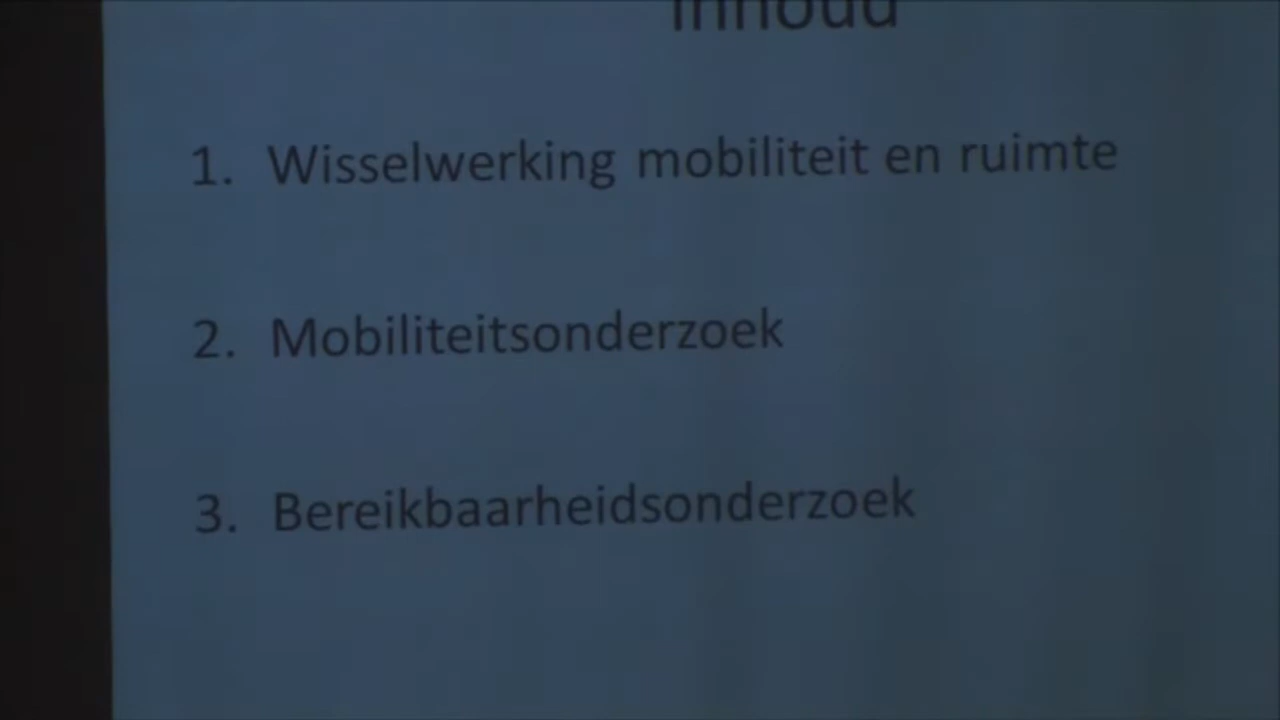 Inhoud
1. Wisselwerking mobiliteit en ruimte
2. Mobiliteitsonderzoek
3. Bereikbaarheidsonderzoek